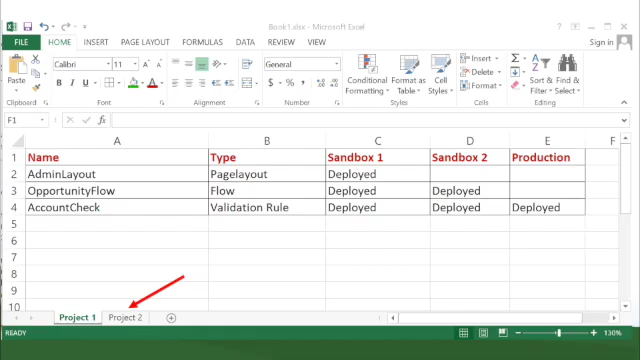 Book1.xlsx - Microsoft Excel
FILE HOME INSERT PAGE LAYOUT FORMULAS DATA REVIEW VIEW Sign in
Paste Calibri 11 General Conditional Formatting Format as Table Cell Styles Insert Delete Format Sort & Filter Find & Select
Clipboard Font Alignment Number Styles Cells Editing
F1
A B C D E F
1 Name Type Sandbox 1 Sandbox 2 Production
2 AdminLayout Pagelayout Deployed
3 OpportunityFlow Flow Deployed Deployed
4 AccountCheck Validation Rule Deployed Deployed Deployed
5
6
7
8
9
10
Project 1 Project 2
READY 130%